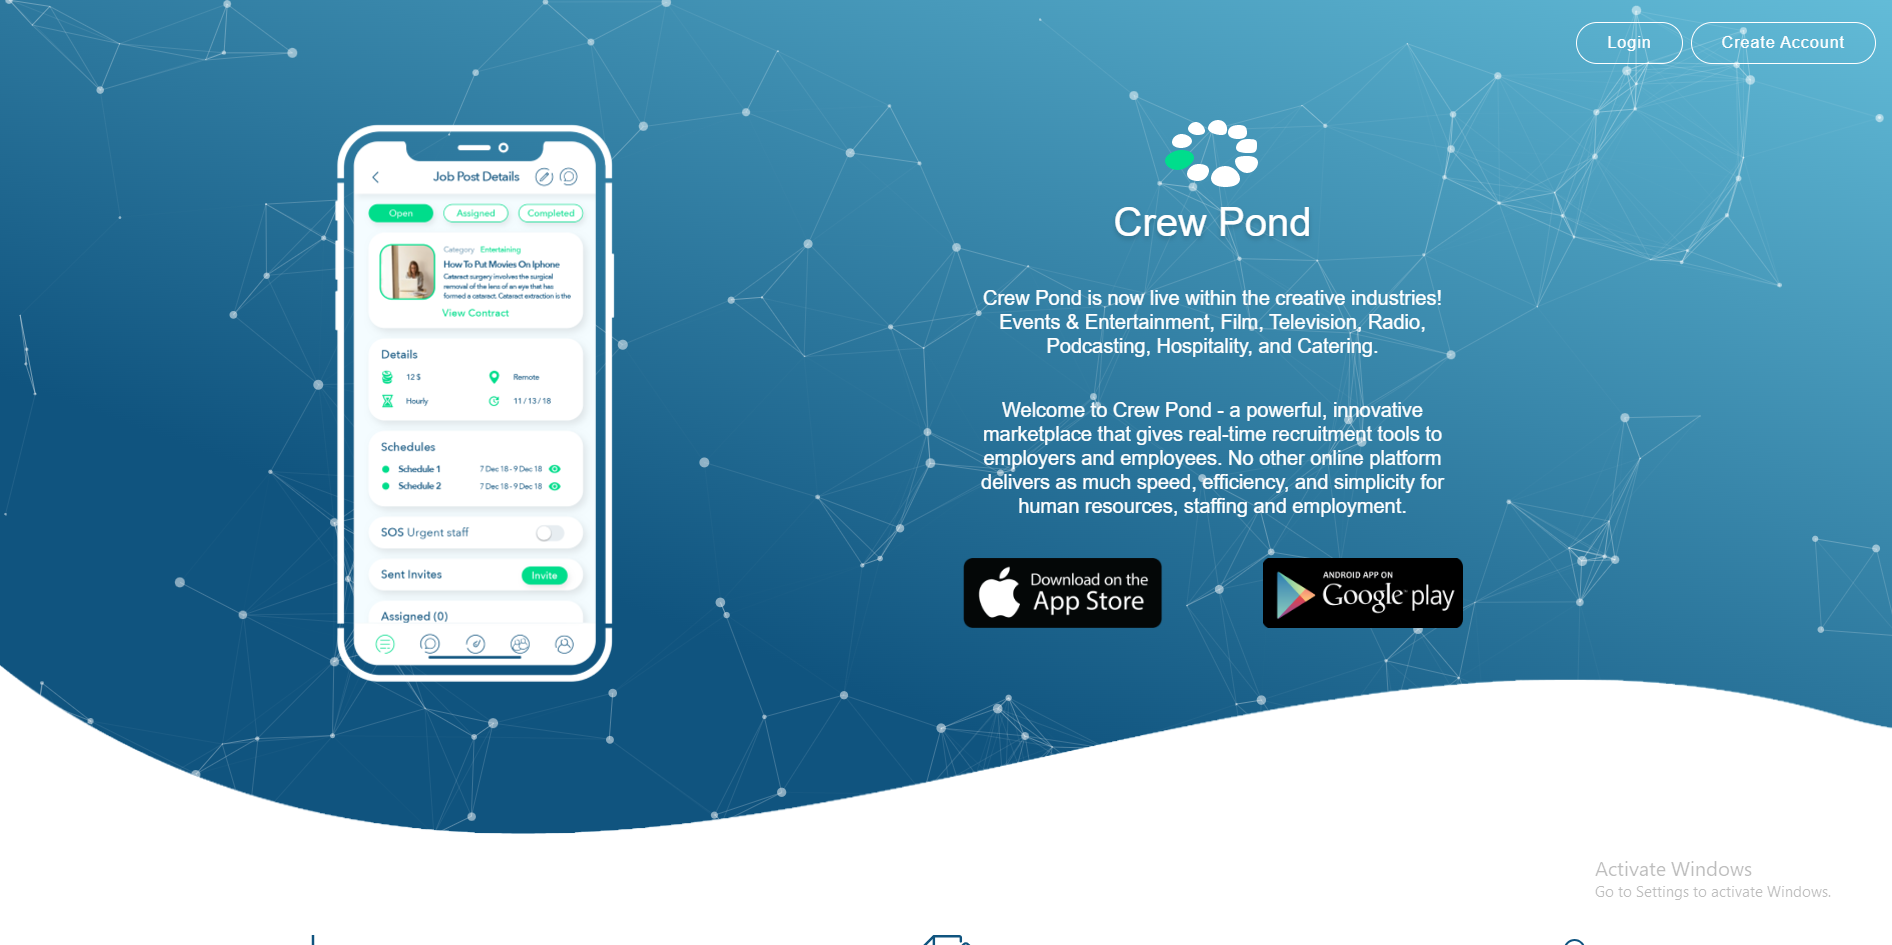 Login
Create Account
Job Post Details
Open
Assigned
Completed
Category Entertaining
How To Put Movies On Iphone
Cataract surgery involves the surgical
removal of the lens of an eye that has
formed a cataract. Cataract extraction is the
View Contract
Details
12 $
Remote
Hourly
11 / 13 / 18
Schedules
Schedule 1
7 Dec 18 - 9 Dec 18
Schedule 2
7 Dec 18 - 9 Dec 18
SOS Urgent staff
Sent Invites
Invite
Assigned (0)
Crew Pond
Crew Pond is now live within the creative industries!
Events & Entertainment, Film, Television, Radio,
Podcasting, Hospitality, and Catering.
Welcome to Crew Pond - a powerful, innovative
marketplace that gives real-time recruitment tools to
employers and employees. No other online platform
delivers as much speed, efficiency, and simplicity for
human resources, staffing and employment.
Download on the
App Store
ANDROID APP ON
Google play
Activate Windows
Go to Settings to activate Windows.